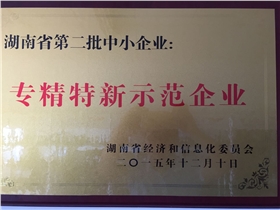 湖南省第二批中小企业:
专精特新示范企业
湖南省经济和信息化委员会
二〇一五年十二月十日